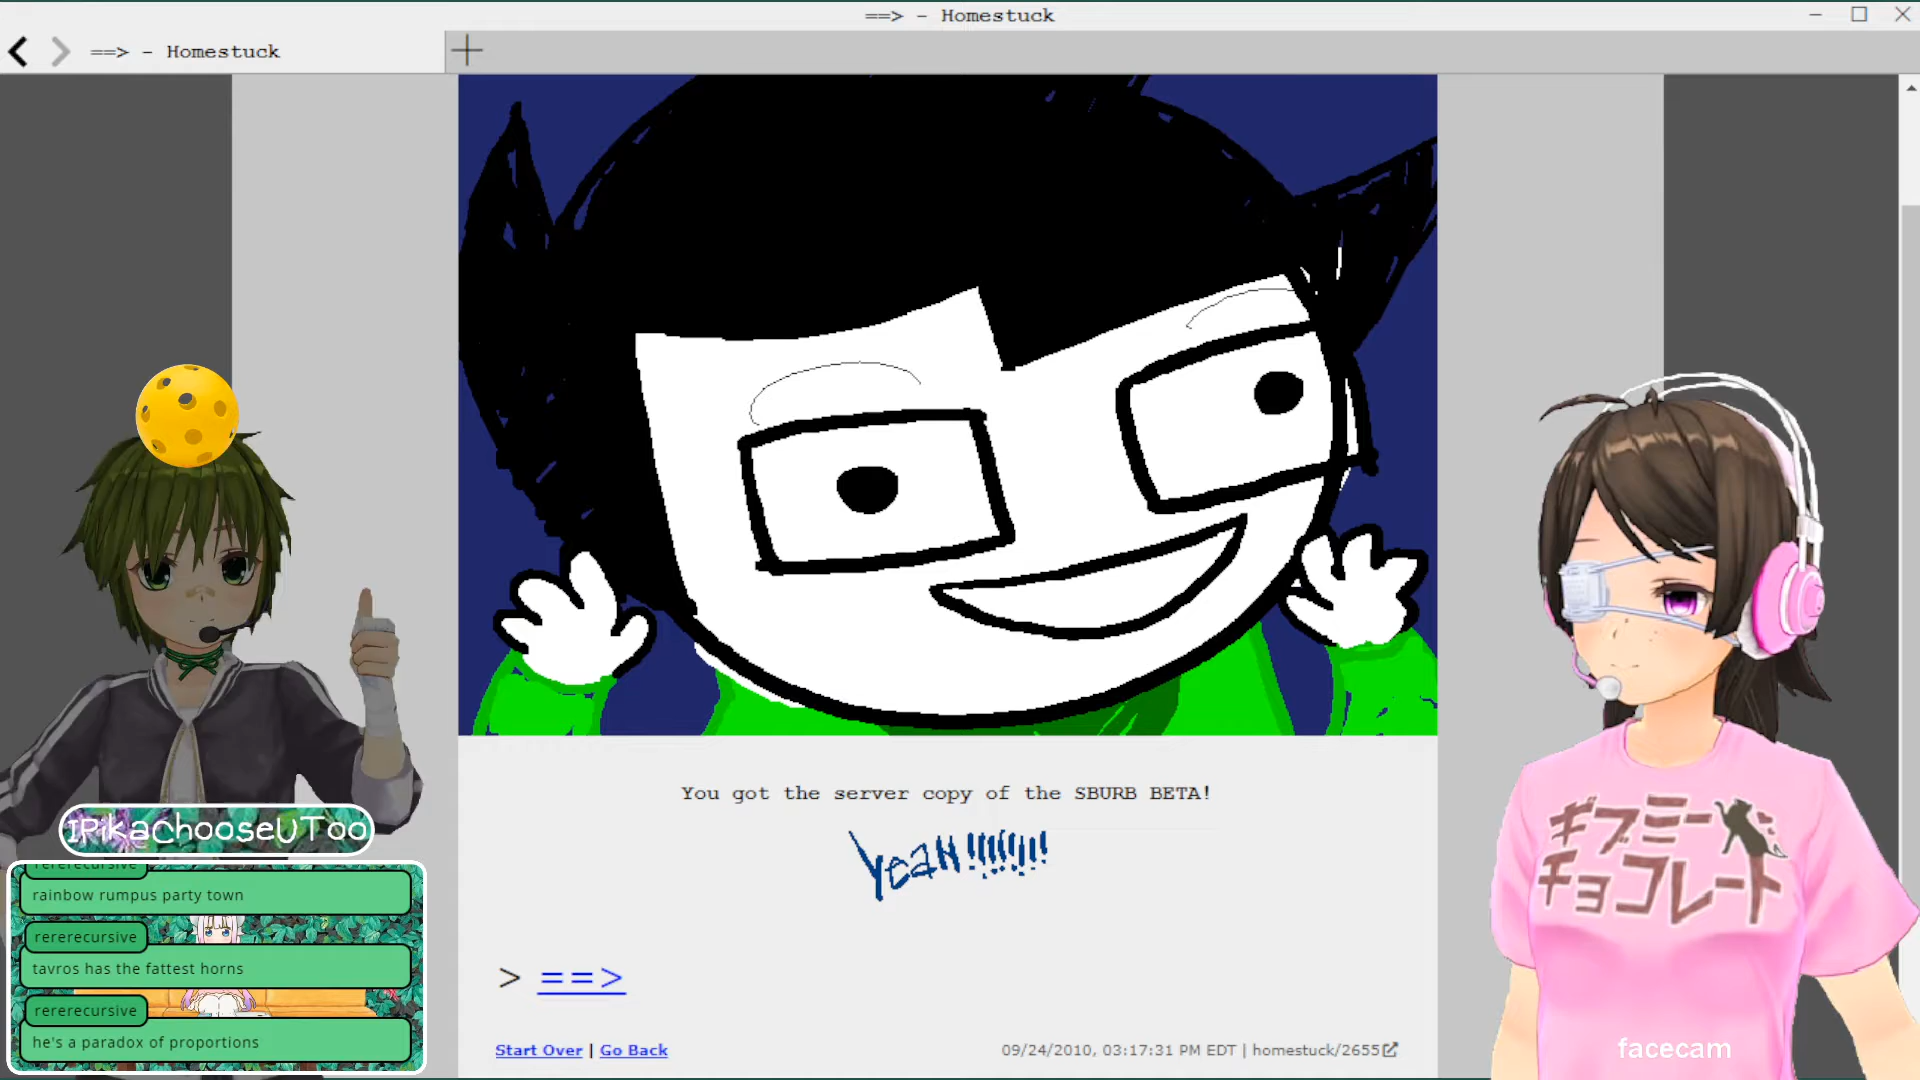 ==> - Homestuck
==> - Homestuck
You got the server copy of the SBURB BETA!
YeaH!!!!!!!!
> ==>
Start Over | Go Back
09/24/2010, 03:17:31 PM EDT | homestuck/2655
IPikachooseUToo
rererecursive
rainbow rumpus party town
rererecursive
tavros has the fattest horns
rererecursive
he's a paradox of proportions
ギブミー
チョコレート
facecam